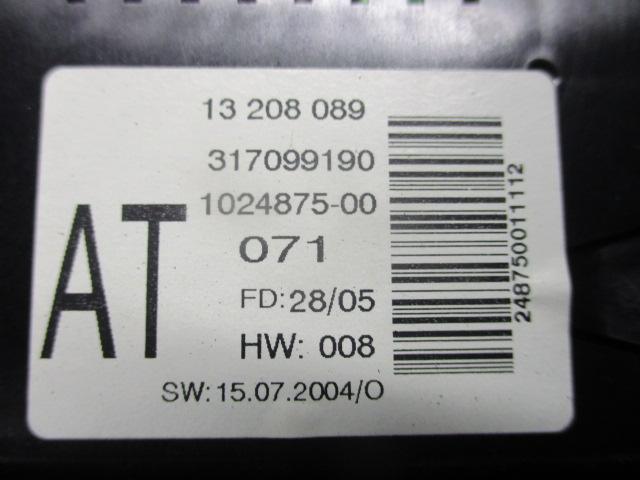 13 208 089
317099190
1024875-00
071
AT
FD: 28/05
HW: 008
SW: 15.07.2004/O
248750011112